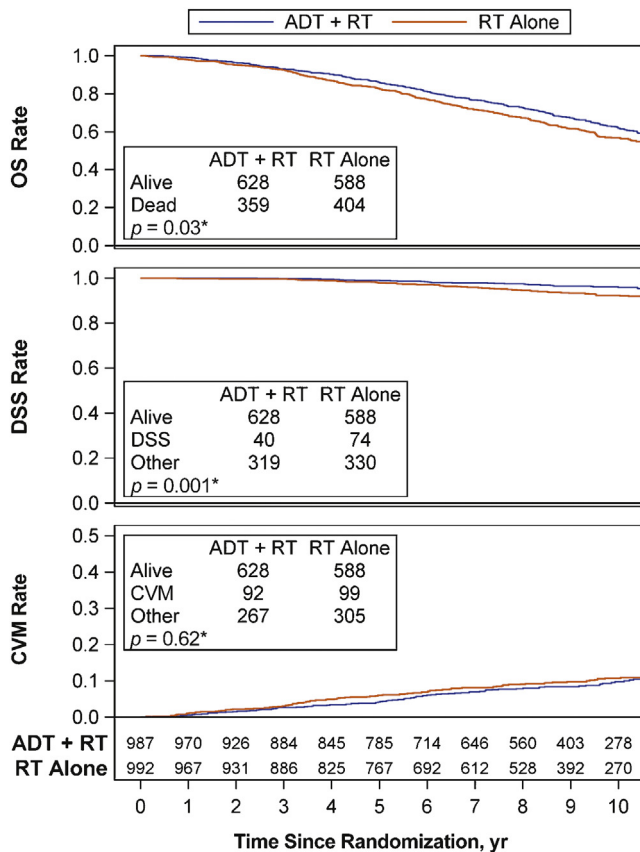 ADT + RT RT Alone
OS Rate
1.0
0.8
0.6
0.4
0.2
0.0
ADT + RT RT Alone
Alive 628 588
Dead 359 404
p = 0.03*
DSS Rate
1.0
0.8
0.6
0.4
0.2
0.0
ADT + RT RT Alone
Alive 628 588
DSS 40 74
Other 319 330
p = 0.001*
CVM Rate
0.5
0.4
0.3
0.2
0.1
0.0
ADT + RT RT Alone
Alive 628 588
CVM 92 99
Other 267 305
p = 0.62*
ADT + RT 987 970 926 884 845 785 714 646 560 403 278
RT Alone 992 967 931 886 825 767 692 612 528 392 270
0 1 2 3 4 5 6 7 8 9 10
Time Since Randomization, yr